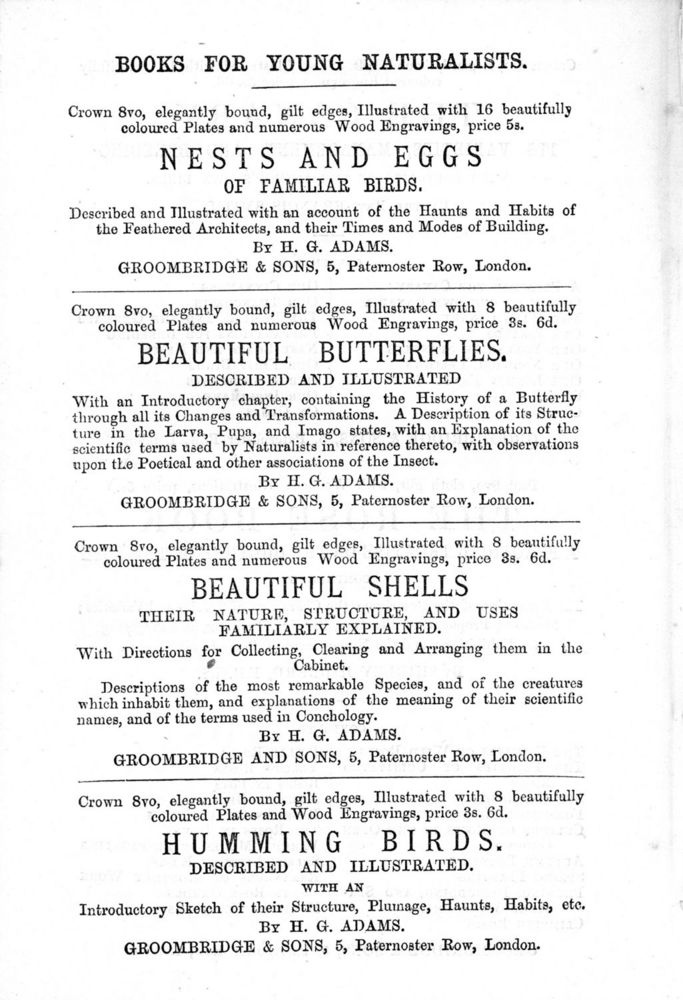 BOOKS FOR YOUNG NATURALISTS.
Crown 8vo, elegantly bound, gilt edges, Illustrated with 16 beautifully
coloured Plates and numerous Wood Engravings, price 5s.
NESTS AND EGGS
OF FAMILIAR BIRDS.
Described and Illustrated with an account of the Haunts and Habits of
the Feathered Architects, and their Times and Modes of Building.
By H. G. ADAMS.
GROOMBRIDGE & SONS, 5, Paternoster Row, London.
Crown 8vo, elegantly bound, gilt edges, Illustrated with 8 beautifully
coloured Plates and numerous Wood Engravings, price 3s. 6d.
BEAUTIFUL BUTTERFLIES.
DESCRIBED AND ILLUSTRATED
With an Introductory chapter, containing the History of a Butterfly
through all its Changes and Transformations. A Description of its Struc-
ture in the Larva, Pupa, and Imago states, with an Explanation of the
scientific terms used by Naturalists in reference thereto, with observations
upon the Poetical and other associations of the Insect.
By H. G. ADAMS.
GROOMBRIDGE & SONS, 5, Paternoster Row, London.
Crown 8vo, elegantly bound, gilt edges, Illustrated with 8 beautifully
coloured Plates and numerous Wood Engravings, price 3s. 6d.
BEAUTIFUL SHELLS
THEIR NATURE, STRUCTURE, AND USES
FAMILIARLY EXPLAINED.
With Directions for Collecting, Clearing and Arranging them in the
Cabinet.
Descriptions of the most remarkable Species, and of the creatures
which inhabit them, and explanations of the meaning of their scientific
names, and of the terms used in Conchology.
By H. G. ADAMS.
GROOMBRIDGE AND SONS, 5, Paternoster Row, London.
Crown 8vo, elegantly bound, gilt edges, Illustrated with 8 beautifully
coloured Plates and Wood Engravings, price 3s. 6d.
HUMMING BIRDS.
DESCRIBED AND ILLUSTRATED.
WITH AN
Introductory Sketch of their Structure, Plumage, Haunts, Habits, etc.
By H. G. ADAMS.
GROOMBRIDGE & SONS, 5, Paternoster Row, London.